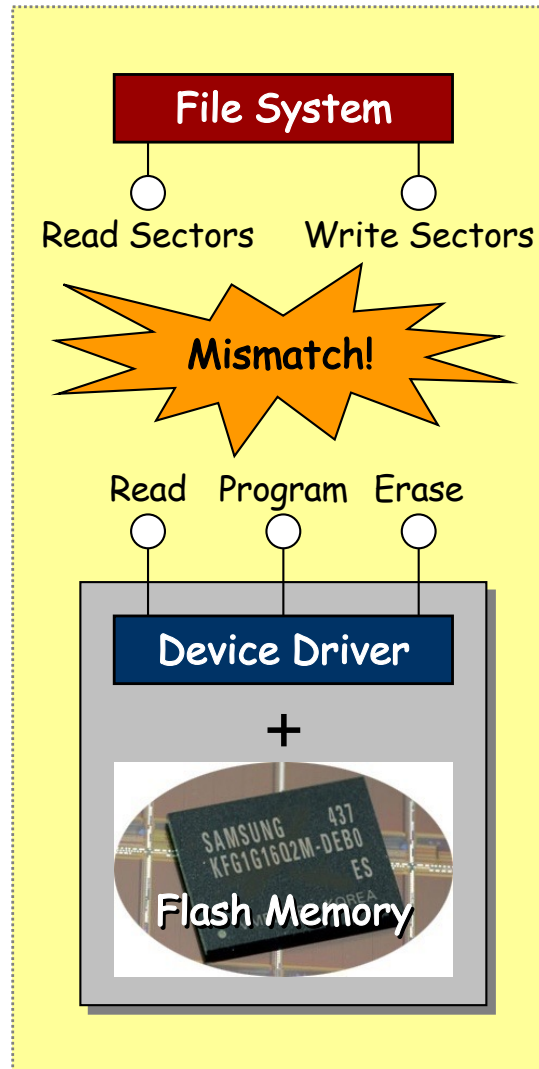 File System
Read Sectors Write Sectors
Mismatch!
Read Program Erase
Device Driver
+
SAMSUNG 437
KFG1G16Q2M-DEB0
ES
Flash Memory